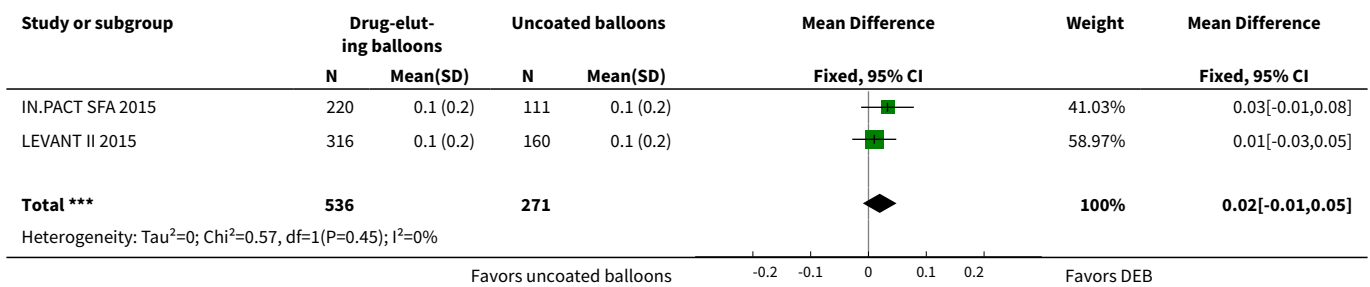 Study or subgroup Drug-elut- Uncoated balloons Mean Difference Weight Mean Difference
ing balloons
N Mean(SD) N Mean(SD) Fixed, 95% CI Fixed, 95% CI
IN.PACT SFA 2015 220 0.1 (0.2) 111 0.1 (0.2) 41.03% 0.03[-0.01,0.08]
LEVANT II 2015 316 0.1 (0.2) 160 0.1 (0.2) 58.97% 0.01[-0.03,0.05]
Total *** 536 271 100% 0.02[-0.01,0.05]
Heterogeneity: Tau²=0; Chi²=0.57, df=1(P=0.45); I²=0%
Favors uncoated balloons -0.2 -0.1 0 0.1 0.2 Favors DEB